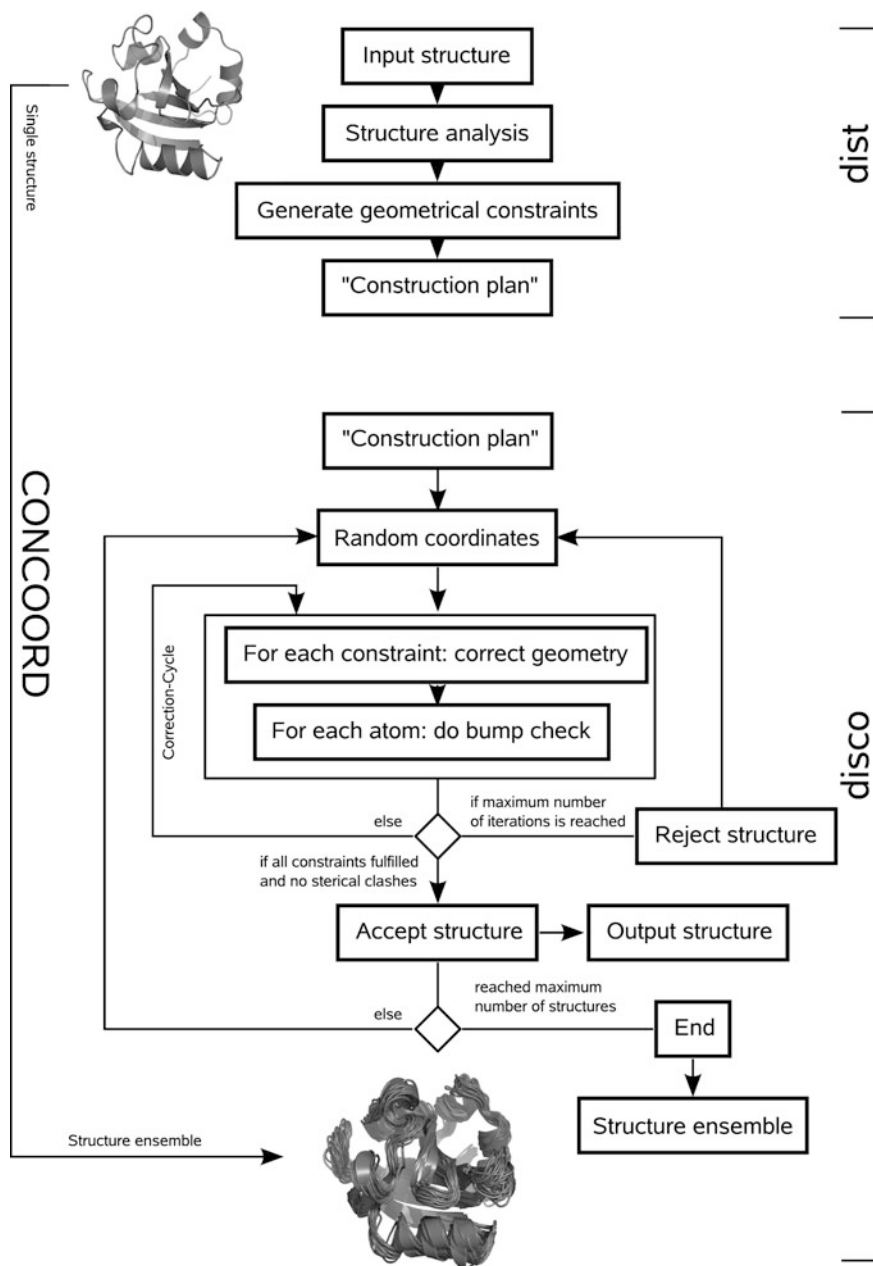 Input structure
Structure analysis
Generate geometrical constraints
"Construction plan"
dist
Single structure
CONCOORD
"Construction plan"
Random coordinates
Correction-Cycle
For each constraint: correct geometry
For each atom: do bump check
disco
else
if maximum number
of iterations is reached
Reject structure
if all constraints fulfilled
and no sterical clashes
Accept structure
Output structure
else
reached maximum
number of structures
End
Structure ensemble
Structure ensemble